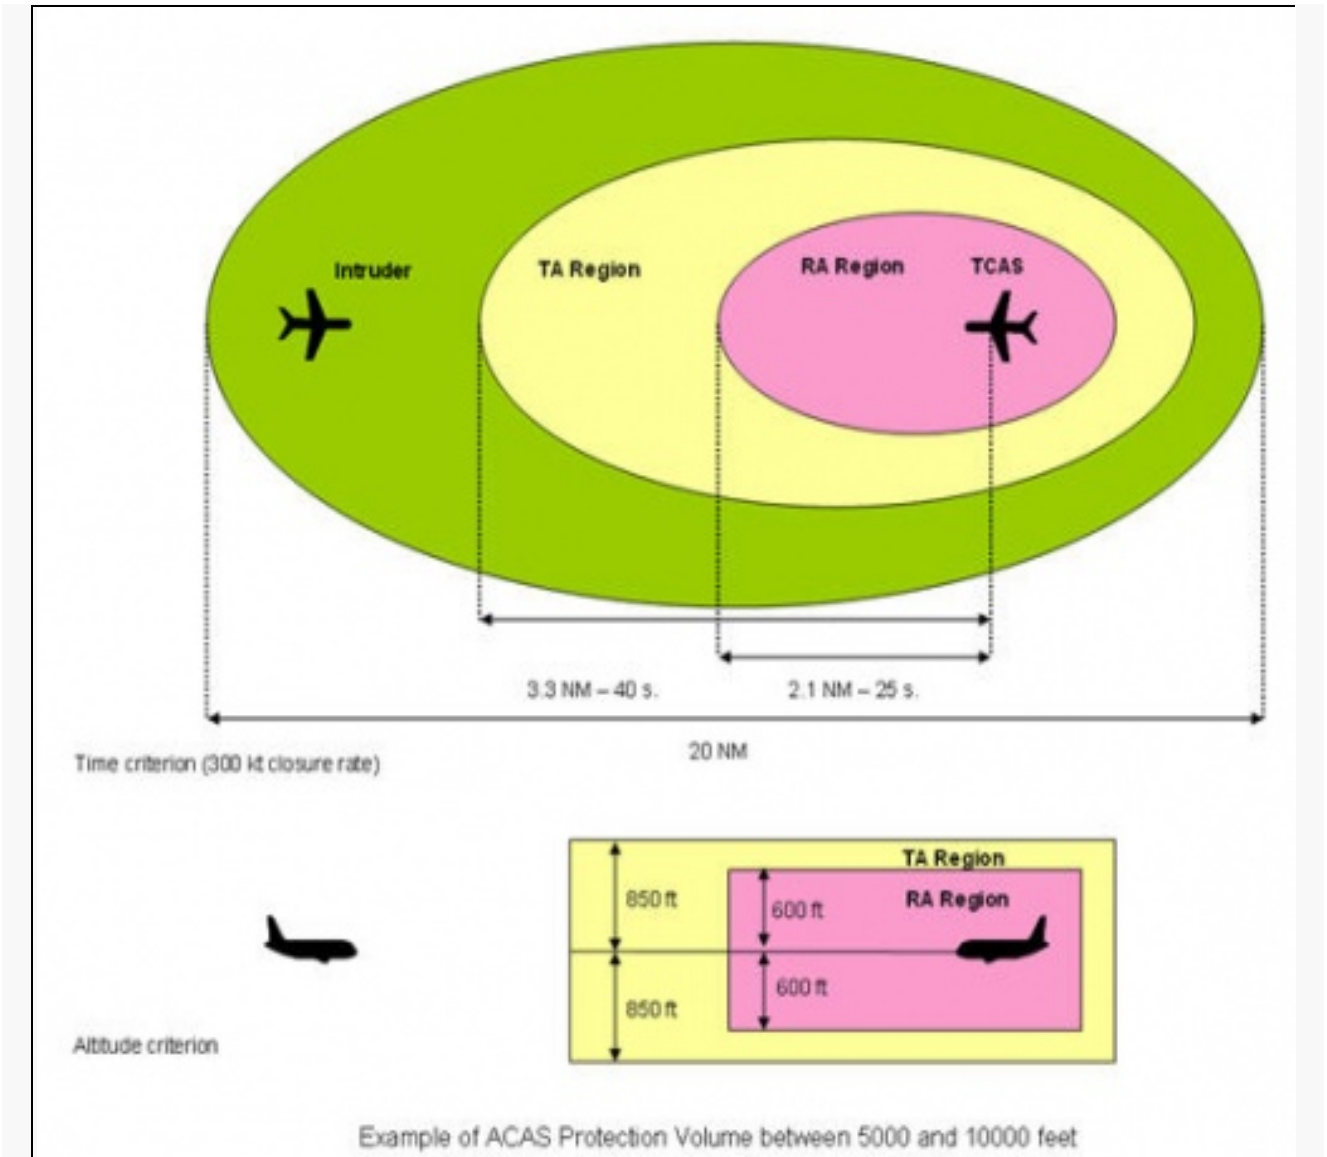 Intruder
TA Region
RA Region
TCAS
3.3 NM – 40 s.
2.1 NM – 25 s.
20 NM
Time criterion (300 kt closure rate)
TA Region
850 ft
600 ft
RA Region
600 ft
850 ft
Altitude criterion
Example of ACAS Protection Volume between 5000 and 10000 feet